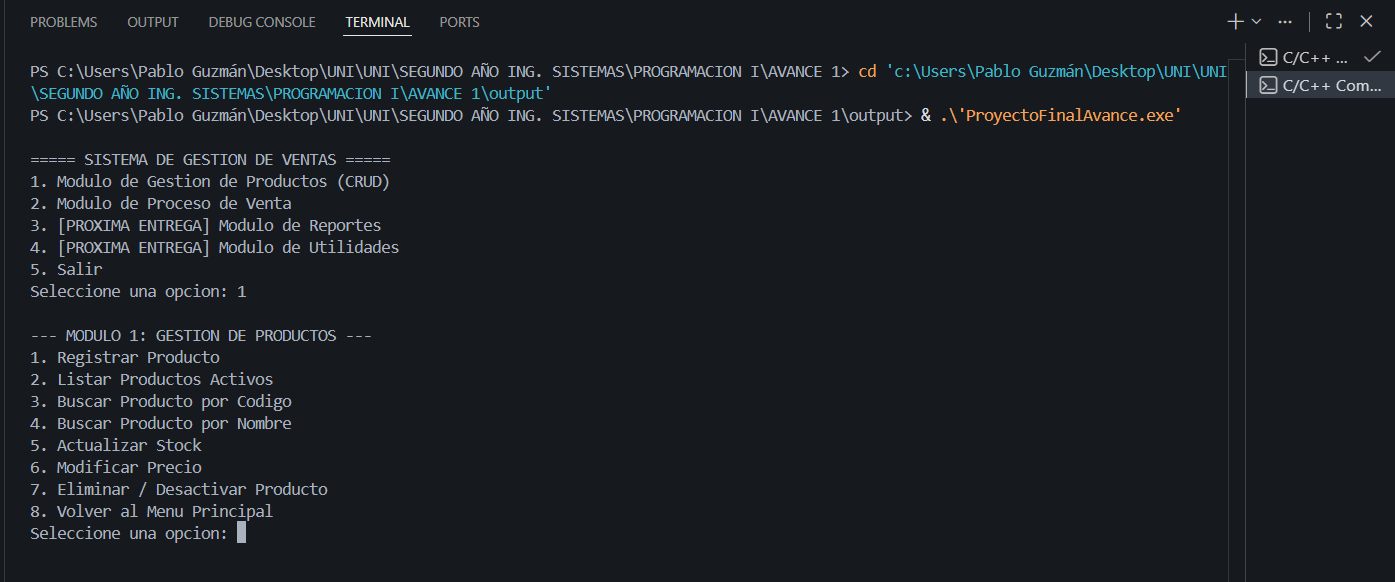 PROBLEMS OUTPUT DEBUG CONSOLE TERMINAL PORTS
PS C:\Users\Pablo Guzmán\Desktop\UNI\UNI\SEGUNDO AÑO ING. SISTEMAS\PROGRAMACION I\AVANCE 1> cd 'c:\Users\Pablo Guzmán\Desktop\UNI\UNI
\SEGUNDO AÑO ING. SISTEMAS\PROGRAMACION I\AVANCE 1\output'
PS C:\Users\Pablo Guzmán\Desktop\UNI\UNI\SEGUNDO AÑO ING. SISTEMAS\PROGRAMACION I\AVANCE 1\output> & .\'ProyectoFinalAvance.exe'
===== SISTEMA DE GESTION DE VENTAS =====
1. Modulo de Gestion de Productos (CRUD)
2. Modulo de Proceso de Venta
3. [PROXIMA ENTREGA] Modulo de Reportes
4. [PROXIMA ENTREGA] Modulo de Utilidades
5. Salir
Seleccione una opcion: 1
--- MODULO 1: GESTION DE PRODUCTOS ---
1. Registrar Producto
2. Listar Productos Activos
3. Buscar Producto por Codigo
4. Buscar Producto por Nombre
5. Actualizar Stock
6. Modificar Precio
7. Eliminar / Desactivar Producto
8. Volver al Menu Principal
Seleccione una opcion:
C/C++ ...
C/C++ Com...